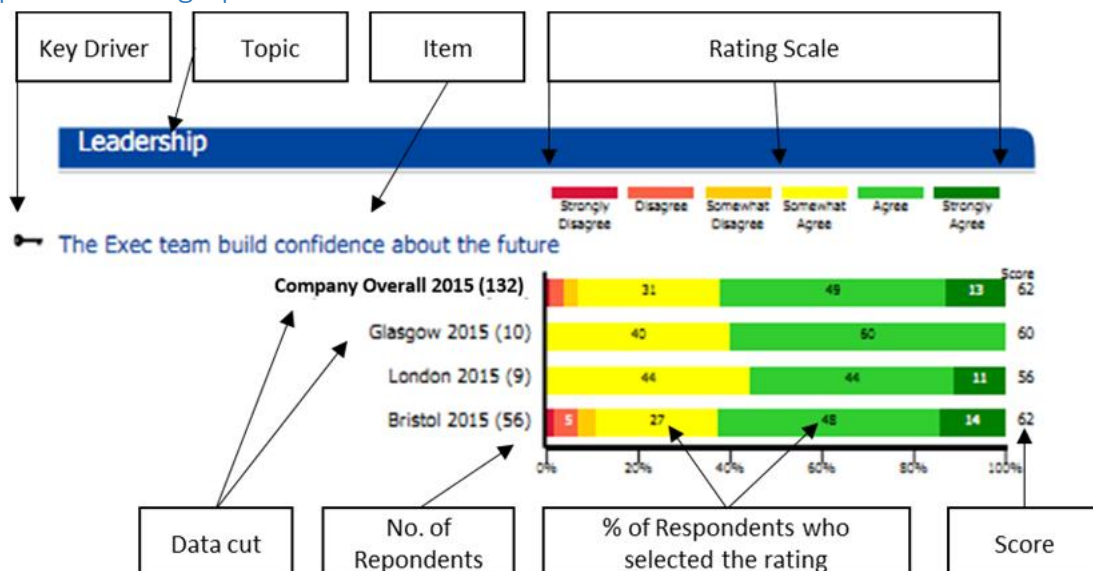 Key Driver
Topic
Item
Rating Scale
Leadership
Strongly Disagree
Disagree
Somewhat Disagree
Somewhat Agree
Agree
Strongly Agree
The Exec team build confidence about the future
Score
Company Overall 2015 (132)
31 49 13 62
Glasgow 2015 (10)
40 60 60
London 2015 (9)
44 44 11 56
Bristol 2015 (56)
5 27 48 14 62
0% 20% 40% 60% 80% 100%
Data cut
No. of
Repondents
% of Respondents who
selected the rating
Score